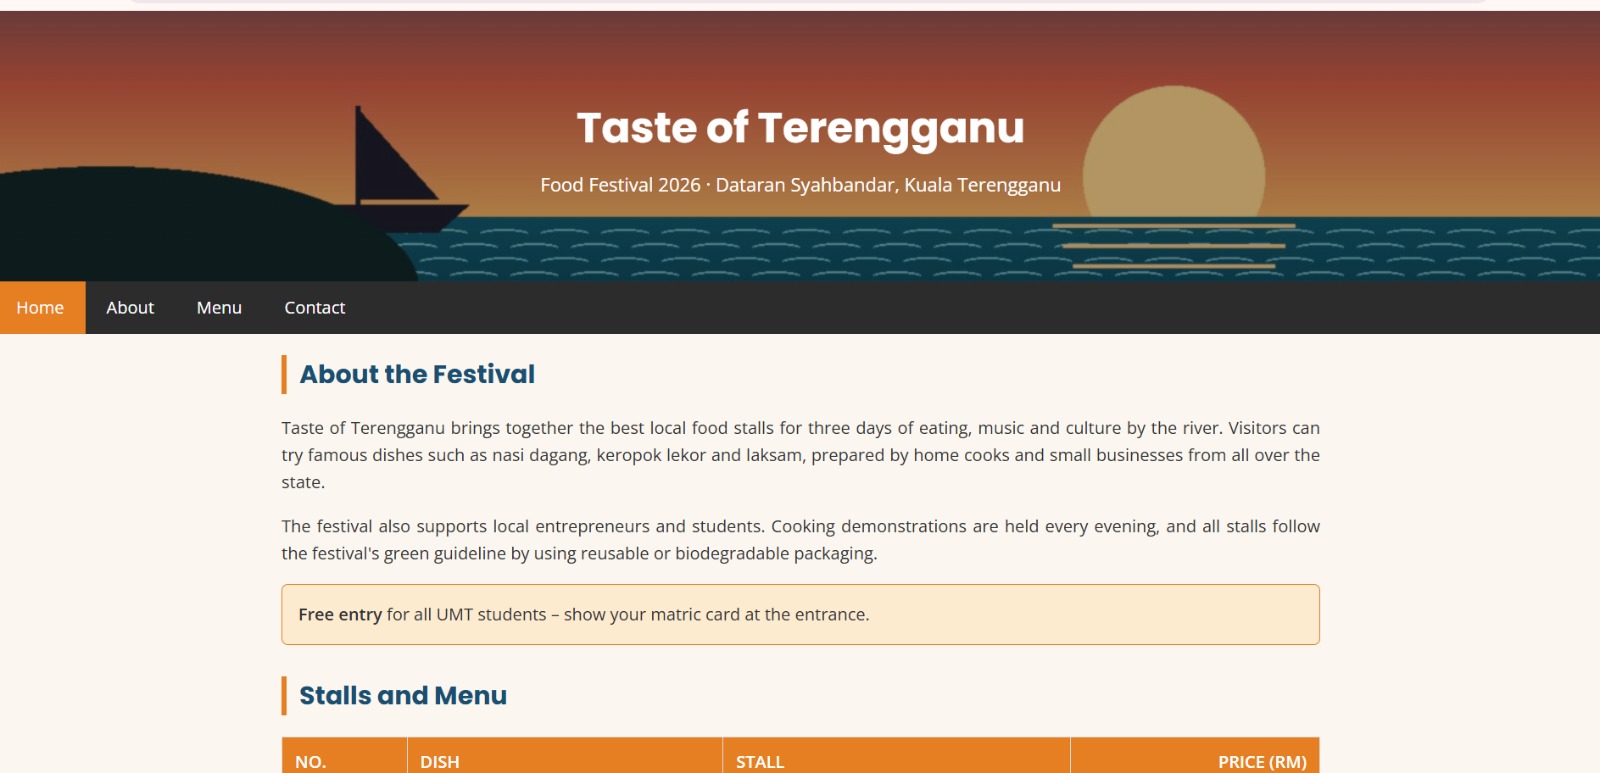 Taste of Terengganu
Food Festival 2026 · Dataran Syahbandar, Kuala Terengganu
Home About Menu Contact
About the Festival
Taste of Terengganu brings together the best local food stalls for three days of eating, music and culture by the river. Visitors can
try famous dishes such as nasi dagang, keropok lekor and laksam, prepared by home cooks and small businesses from all over the
state.
The festival also supports local entrepreneurs and students. Cooking demonstrations are held every evening, and all stalls follow
the festival's green guideline by using reusable or biodegradable packaging.
Free entry for all UMT students – show your matric card at the entrance.
Stalls and Menu
NO. DISH STALL PRICE (RM)